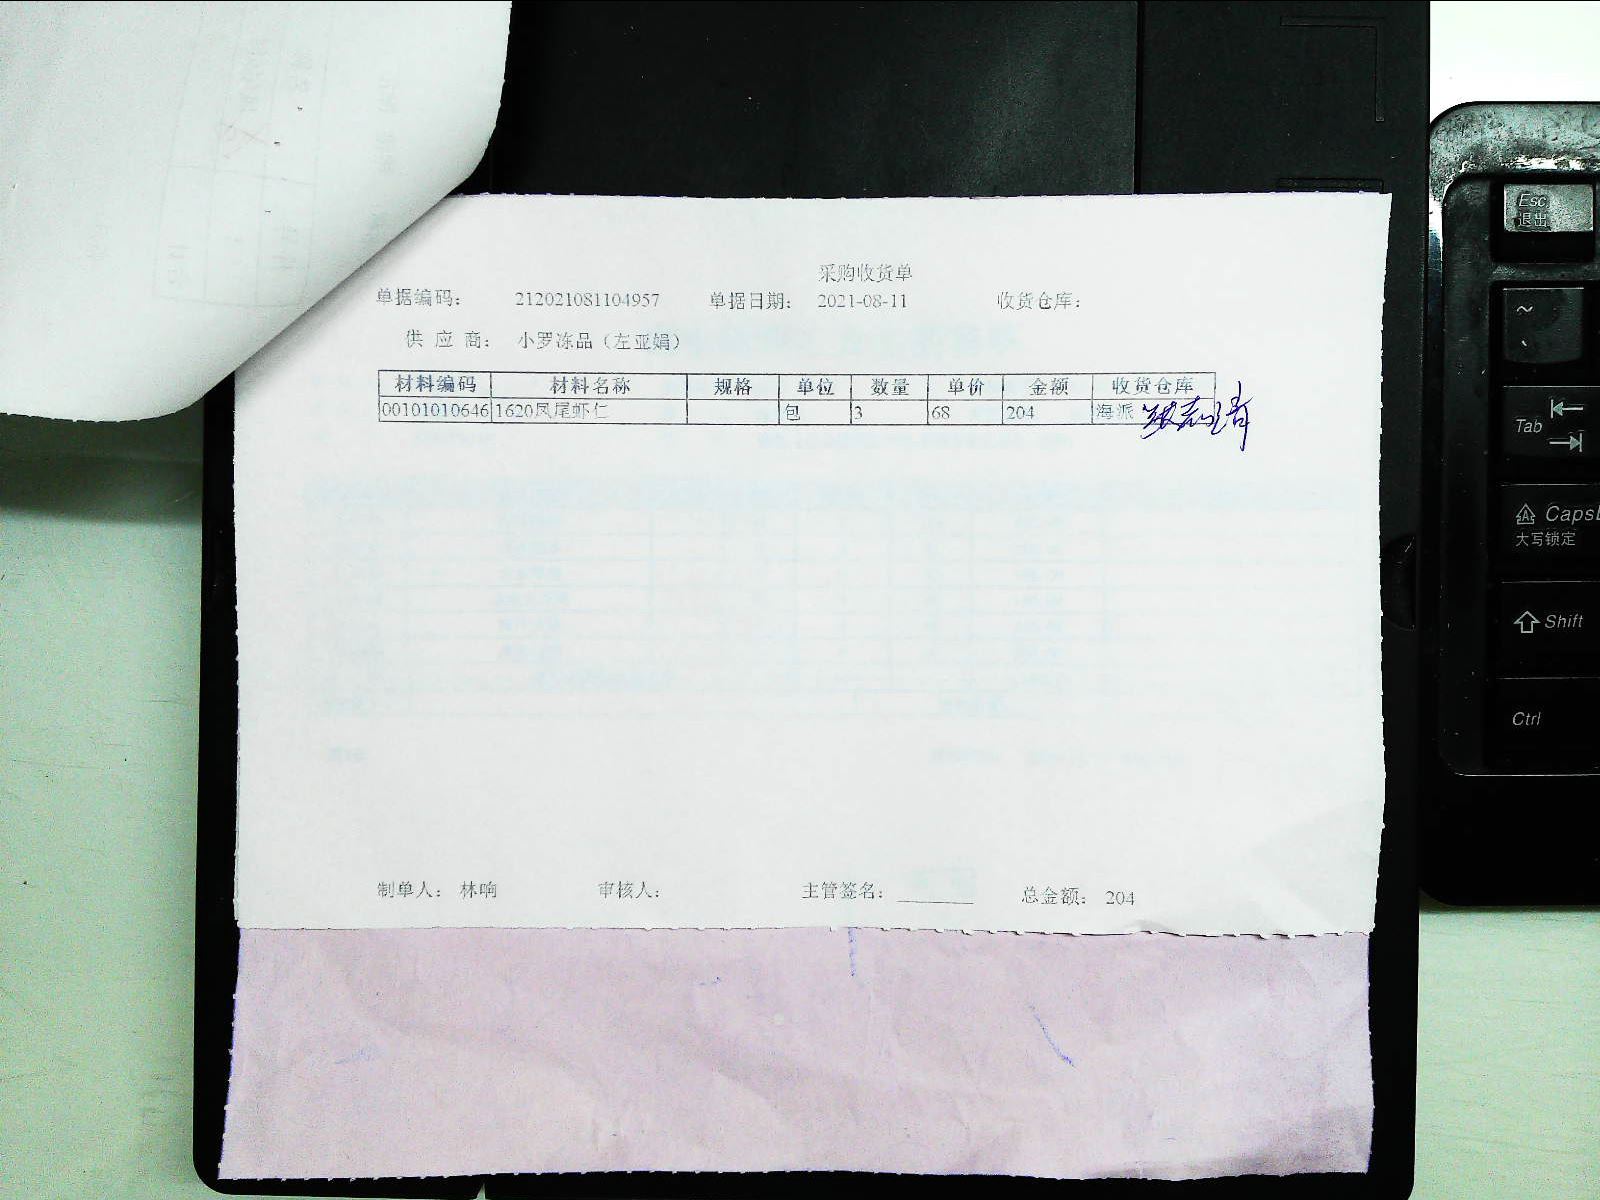 采购收货单
单据编码： 212021081104957 单据日期： 2021-08-11 收货仓库：
供 应 商： 小罗冻品（左亚娟）
材料编码 材料名称 规格 单位 数量 单价 金额 收货仓库
00101010646 1620凤尾虾仁 包 3 68 204 海派
制单人： 林响 审核人： 主管签名： 总金额： 204
Esc
退出
~
、
Tab
Caps
大写锁定
Shift
Ctrl